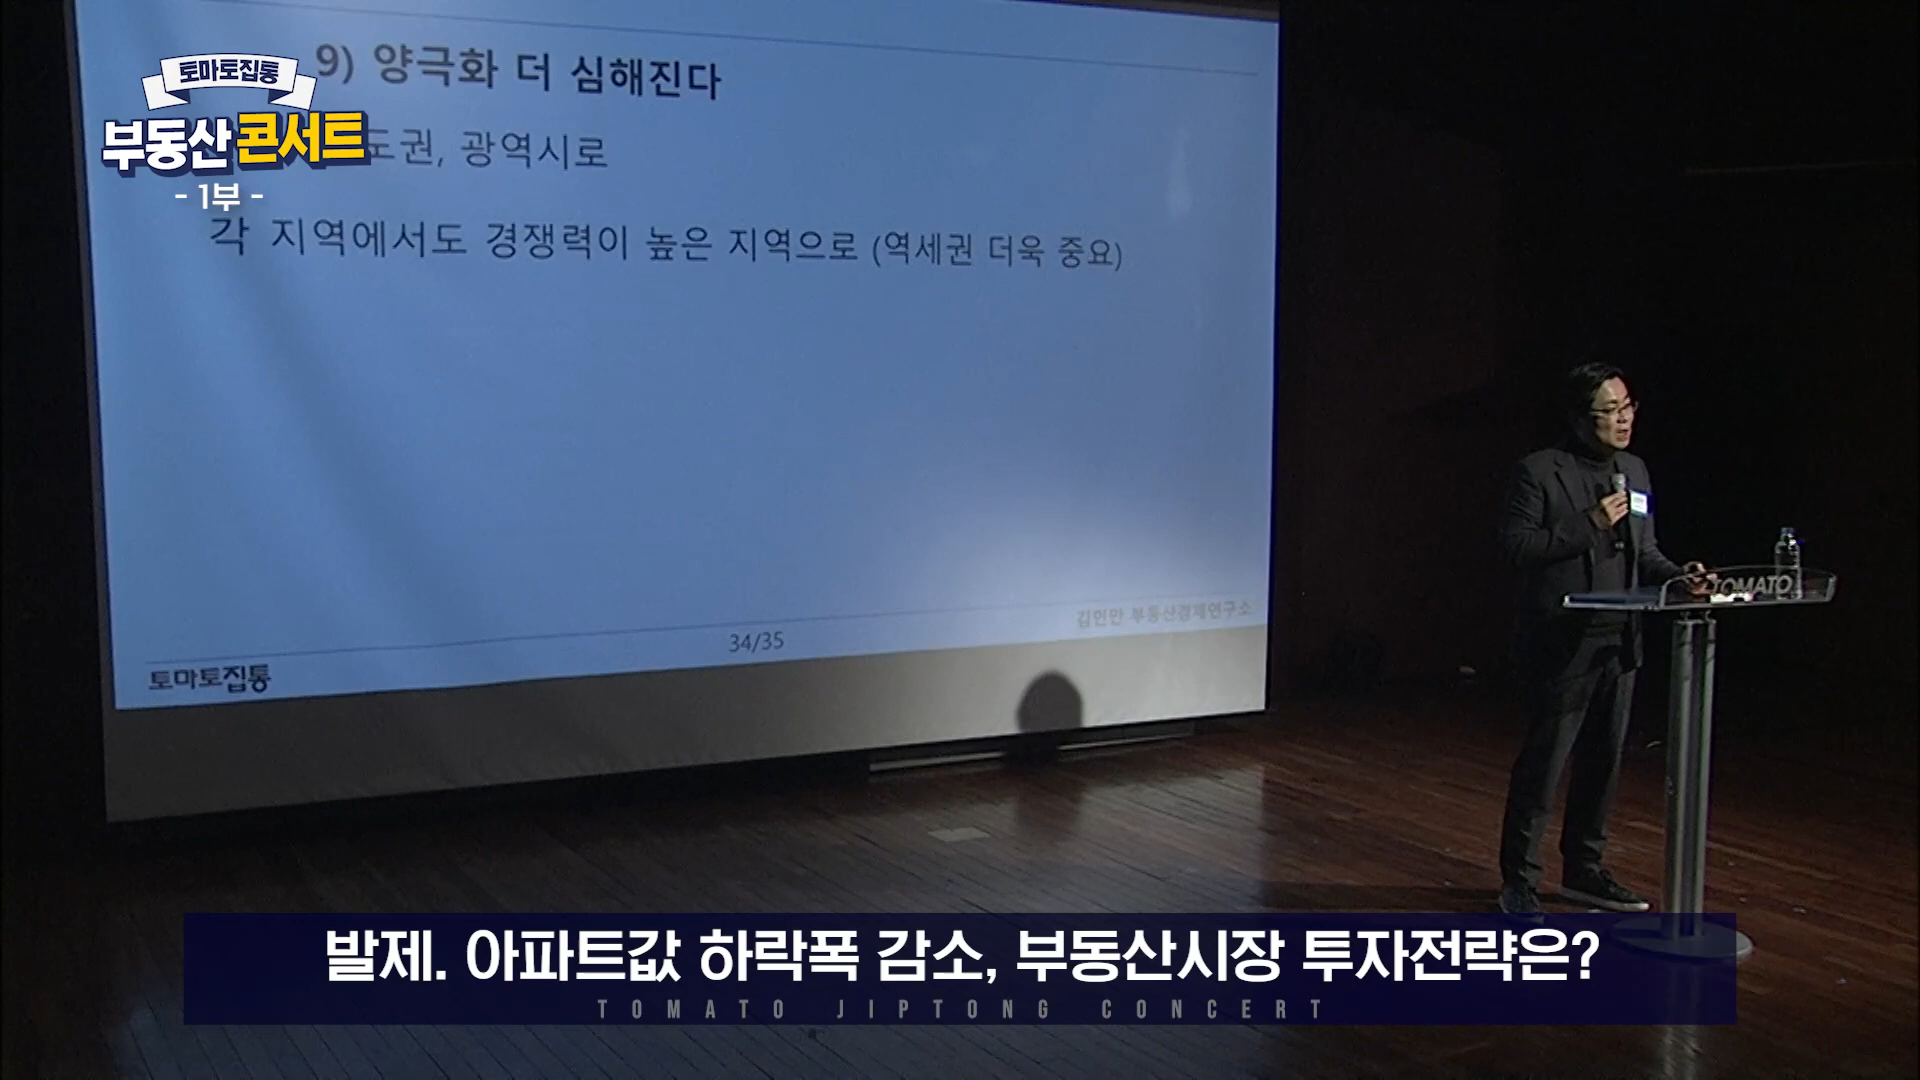 토마토집통
부동산 콘서트
- 1부 -
9) 양극화 더 심해진다
도권, 광역시로
각 지역에서도 경쟁력이 높은 지역으로 (역세권 더욱 중요)
34/35
김인만 부동산경제연구소
토마토집통
TOMATO
발제. 아파트값 하락폭 감소, 부동산시장 투자전략은?
TOMATO JIPTONG CONCERT